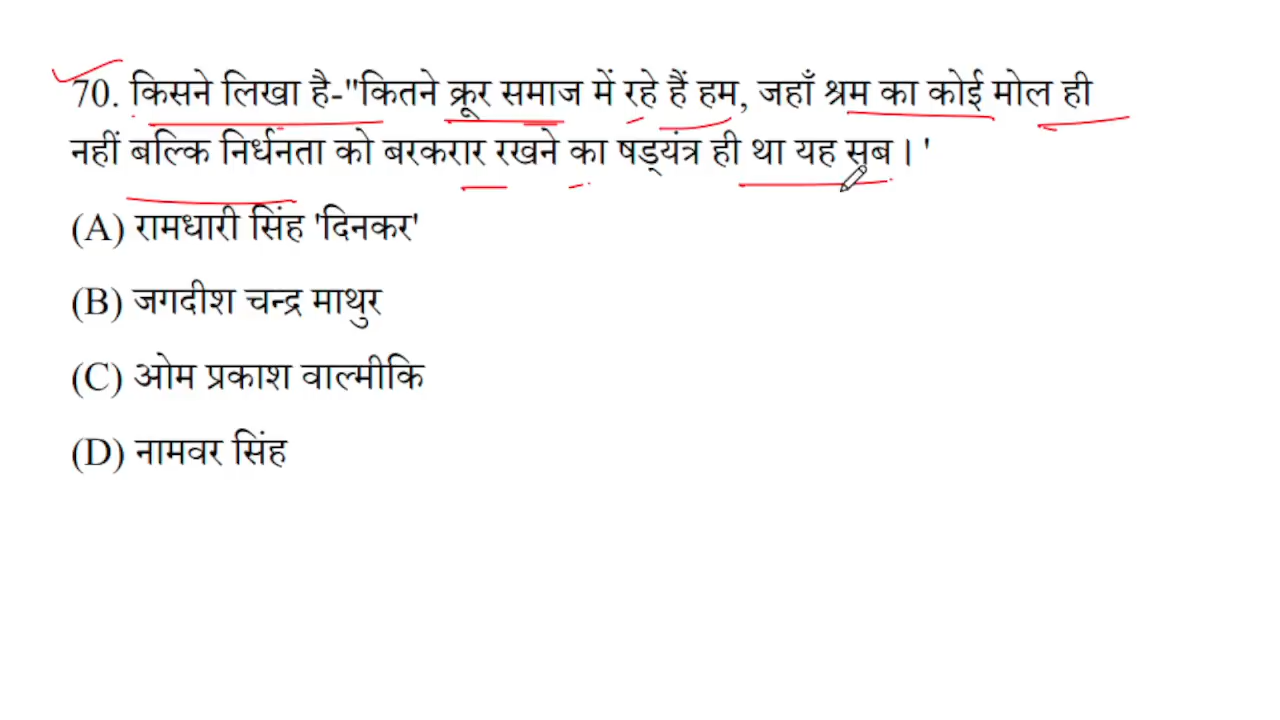 70. किसने लिखा है-"कितने क्रूर समाज में रहे हैं हम, जहाँ श्रम का कोई मोल ही
नहीं बल्कि निर्धनता को बरकरार रखने का षड्यंत्र ही था यह सब। '
(A) रामधारी सिंह 'दिनकर'
(B) जगदीश चन्द्र माथुर
(C) ओम प्रकाश वाल्मीकि
(D) नामवर सिंह